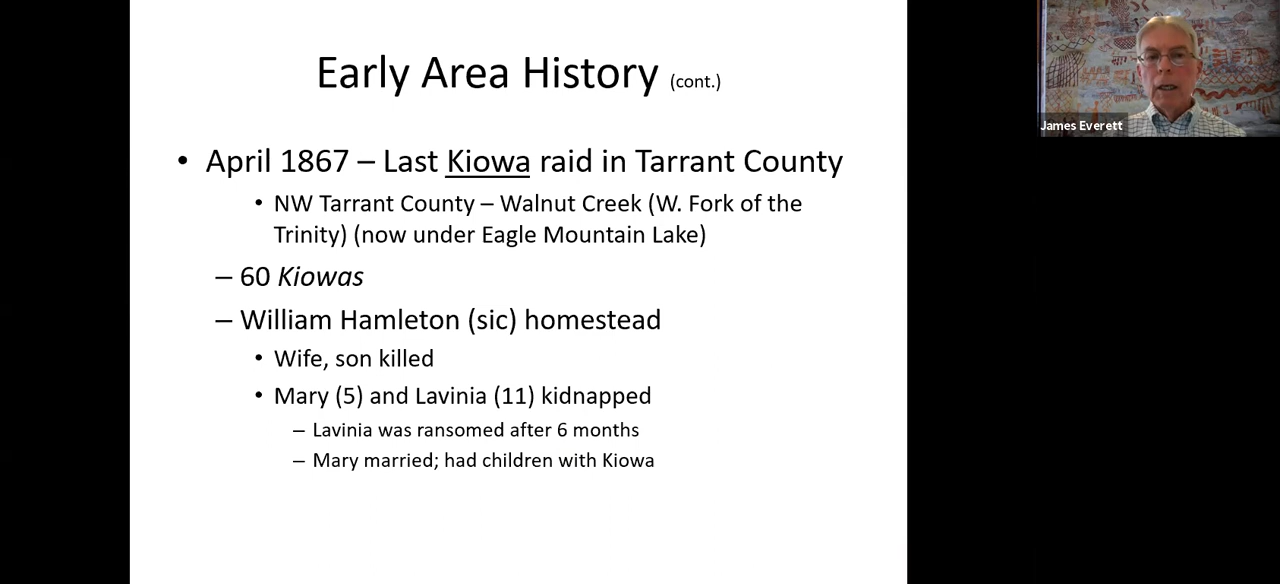 Early Area History (cont.)
• April 1867 – Last Kiowa raid in Tarrant County
• NW Tarrant County – Walnut Creek (W. Fork of the
Trinity) (now under Eagle Mountain Lake)
– 60 Kiowas
– William Hamleton (sic) homestead
• Wife, son killed
• Mary (5) and Lavinia (11) kidnapped
– Lavinia was ransomed after 6 months
– Mary married; had children with Kiowa
James Everett